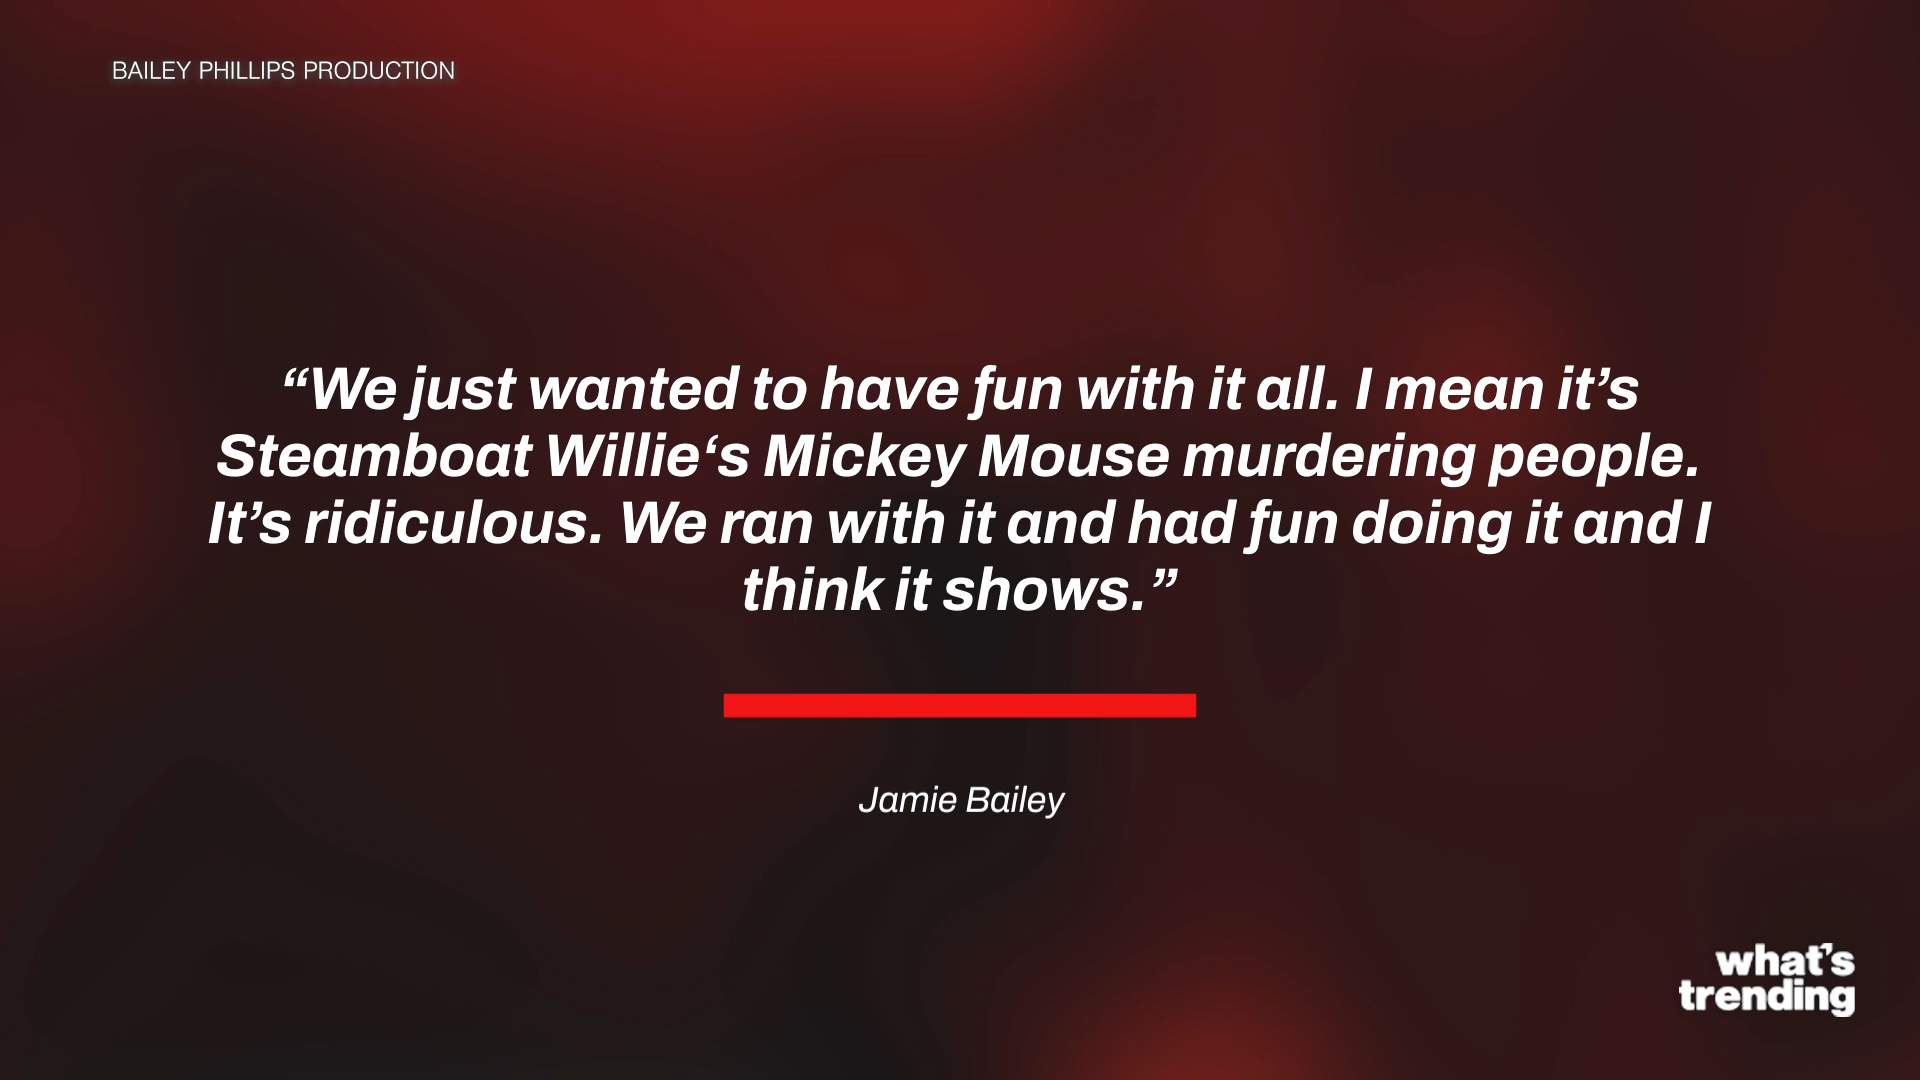 BAILEY PHILLIPS PRODUCTION
“We just wanted to have fun with it all. I mean it’s
Steamboat Willie‘s Mickey Mouse murdering people.
It’s ridiculous. We ran with it and had fun doing it and I
think it shows.”
Jamie Bailey
what’s
trending